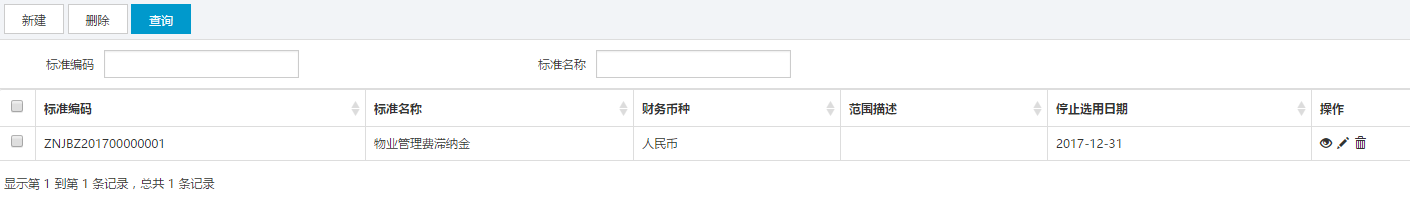 新建 删除 查询
标准编码 标准名称
标准编码 标准名称 财务币种 范围描述 停止选用日期 操作
ZNJBZ201700000001 物业管理费滞纳金 人民币 2017-12-31
显示第 1 到第 1 条记录，总共 1 条记录